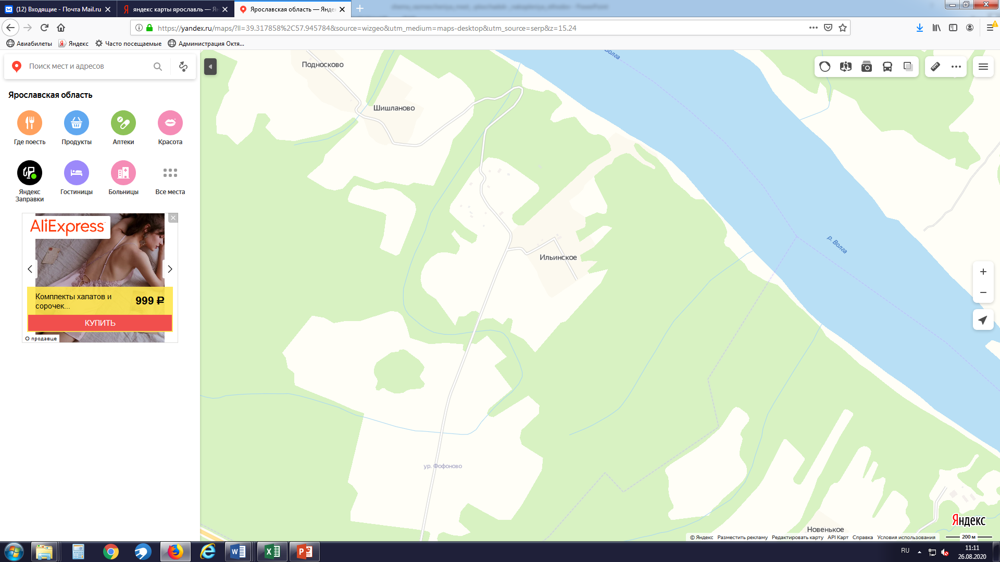 (12) Входящие - Почта Mail.ru
яндекс карты ярославль — Ян
Ярославская область — Янде
https://yandex.ru/maps/?ll=39.317858%2C57.945784&source=wizgeo&utm_medium=maps-desktop&utm_source=serp&z=15.24
Авиабилеты
Яндекс
Часто посещаемые
Администрация Октя...
Поиск мест и адресов
Ярославская область
Где поесть
Продукты
Аптеки
Красота
Яндекс
Заправки
Гостиницы
Больницы
Все места
AliExpress
Комплекты халатов и
сорочек...
999 ₽
КУПИТЬ
О продавце
Подносково
Шишланово
Волга
Ильинское
р. Волга
ур. Фофоново
Новенькое
Яндекс
© Яндекс
Разместить рекламу
Редактировать карту
API Карт
Справка
Условия использования
200 м
RU
11:11
26.08.2020